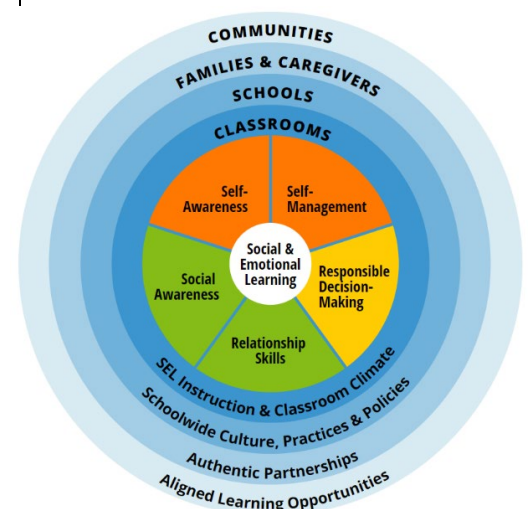 COMMUNITIES
FAMILIES & CAREGIVERS
SCHOOLS
CLASSROOMS
Self-
Awareness
Self-
Management
Social &
Emotional
Learning
Social
Awareness
Responsible
Decision-
Making
Relationship
Skills
SEL Instruction & Classroom Climate
Schoolwide Culture, Practices & Policies
Authentic Partnerships
Aligned Learning Opportunities